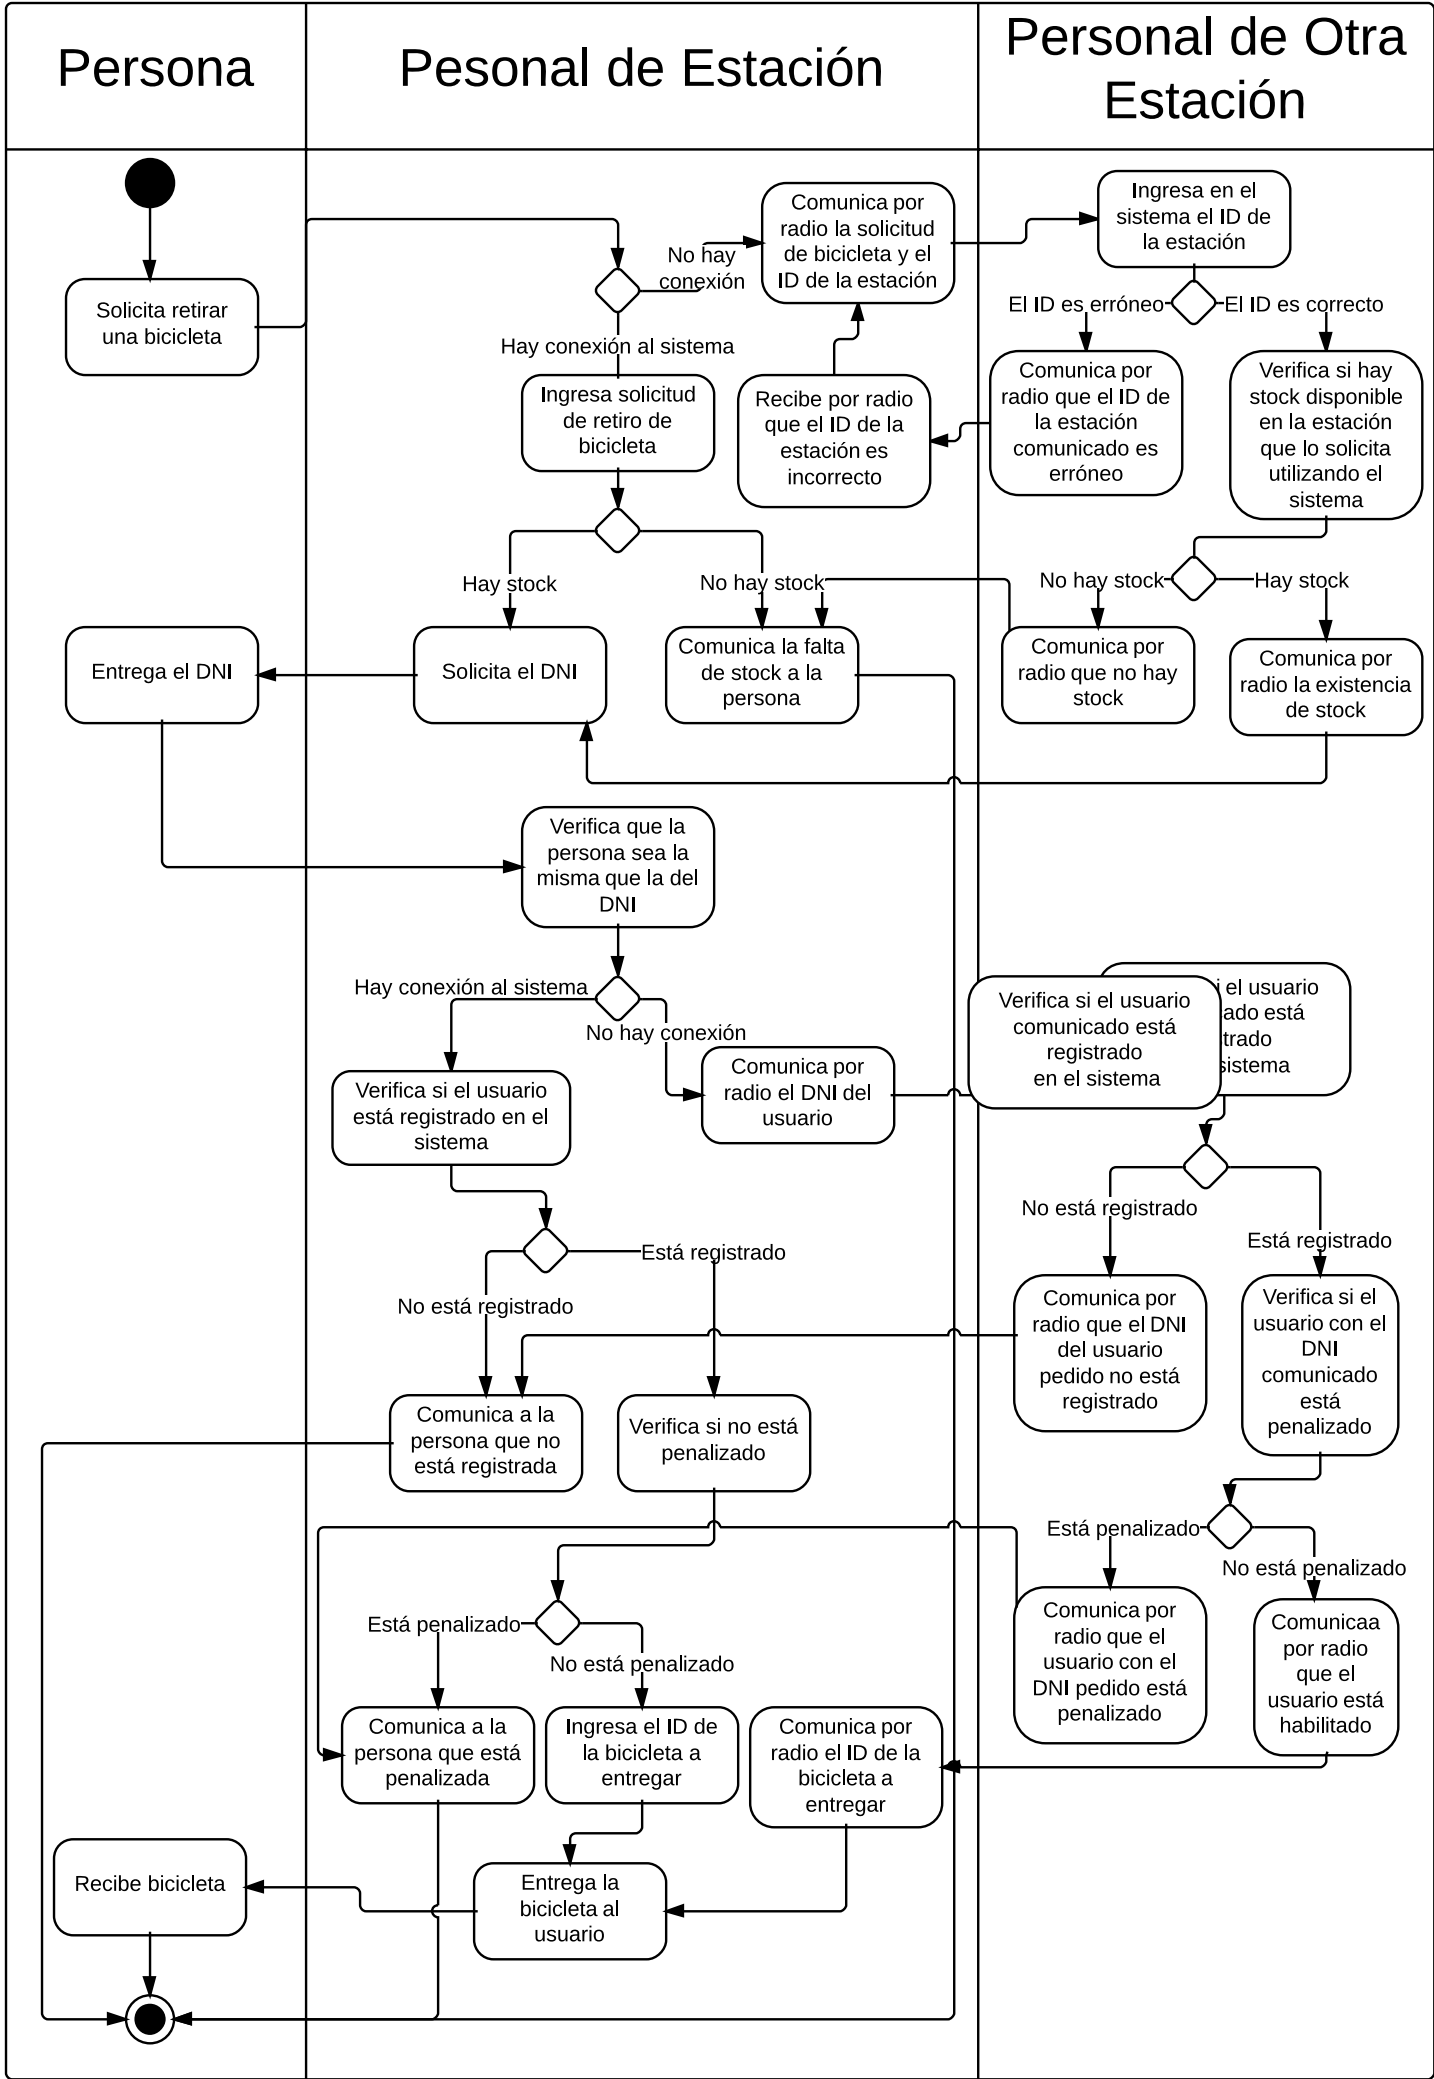 Persona
Pesonal de Estación
Personal de Otra
Estación
Solicita retirar
una bicicleta
No hay
conexión
Hay conexión al sistema
Comunica por
radio la solicitud
de bicicleta y el
ID de la estación
Ingresa en el
sistema el ID de
la estación
El ID es erróneo
El ID es correcto
Ingresa solicitud
de retiro de
bicicleta
Recibe por radio
que el ID de la
estación es
incorrecto
Comunica por
radio que el ID de
la estación
comunicado es
erróneo
Verifica si hay
stock disponible
en la estación
que lo solicita
utilizando el
sistema
Hay stock
No hay stock
No hay stock
Hay stock
Entrega el DNI
Solicita el DNI
Comunica la falta
de stock a la
persona
Comunica por
radio que no hay
stock
Comunica por
radio la existencia
de stock
Verifica que la
persona sea la
misma que la del
DNI
Hay conexión al sistema
No hay conexión
Verifica si el usuario
está registrado en el
sistema
Comunica por
radio el DNI del
usuario
Verifica si el usuario
comunicado está
registrado
en el sistema
i el usuario
ado está
trado
sistema
No está registrado
Está registrado
Está registrado
No está registrado
Comunica por
radio que el DNI
del usuario
pedido no está
registrado
Verifica si el
usuario con el
DNI
comunicado
está
penalizado
Comunica a la
persona que no
está registrada
Verifica si no está
penalizado
Está penalizado
No está penalizado
Está penalizado
No está penalizado
Comunica por
radio que el
usuario con el
DNI pedido está
penalizado
Comunicaa
por radio
que el
usuario está
habilitado
Comunica a la
persona que está
penalizada
Ingresa el ID de
la bicicleta a
entregar
Comunica por
radio el ID de la
bicicleta a
entregar
Recibe bicicleta
Entrega la
bicicleta al
usuario